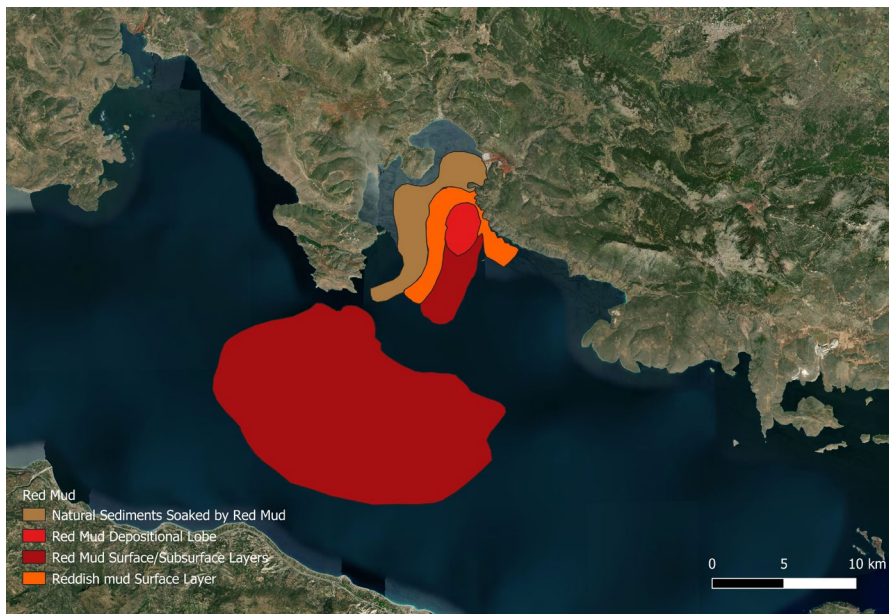 Red Mud
Natural Sediments Soaked by Red Mud
Red Mud Depositional Lobe
Red Mud Surface/Subsurface Layers
Reddish mud Surface Layer
0 5 10 km